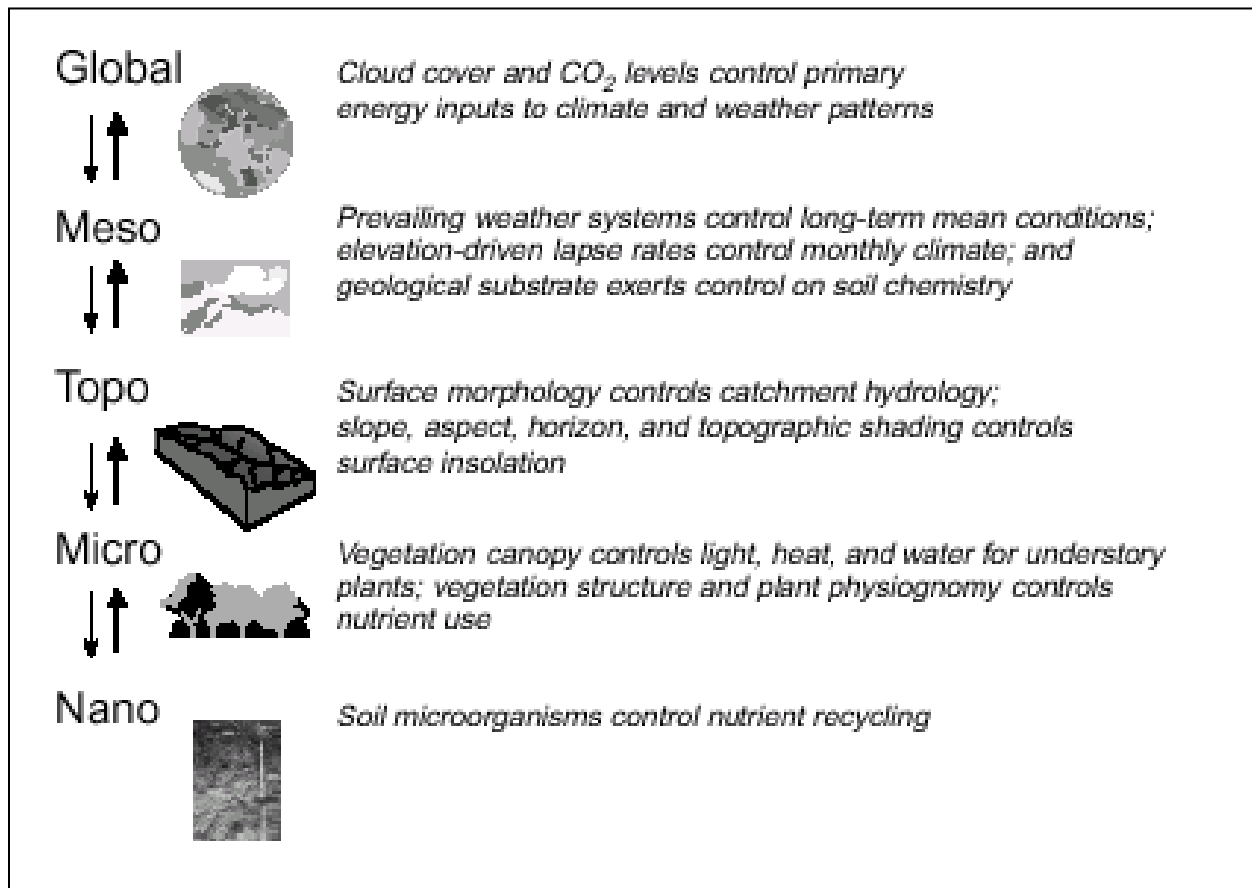 Global
Cloud cover and CO₂ levels control primary
energy inputs to climate and weather patterns
Meso
Prevailing weather systems control long-term mean conditions;
elevation-driven lapse rates control monthly climate; and
geological substrate exerts control on soil chemistry
Topo
Surface morphology controls catchment hydrology;
slope, aspect, horizon, and topographic shading controls
surface insolation
Micro
Vegetation canopy controls light, heat, and water for understory
plants; vegetation structure and plant physiognomy controls
nutrient use
Nano
Soil microorganisms control nutrient recycling